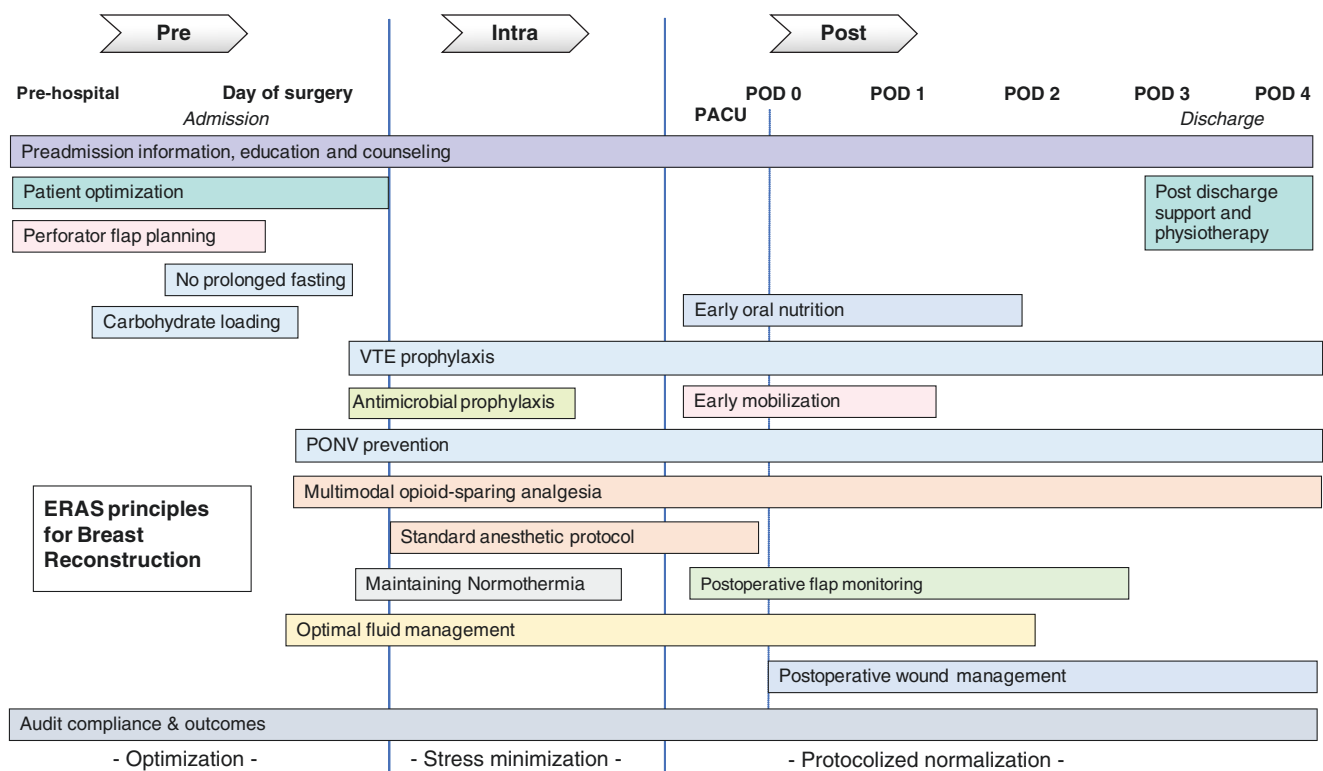 Pre
Intra
Post
Pre-hospital
Day of surgery
Admission
PACU
POD 0
POD 1
POD 2
POD 3
POD 4
Discharge
Preadmission information, education and counseling
Patient optimization
Post discharge
support and
physiotherapy
Perforator flap planning
No prolonged fasting
Carbohydrate loading
Early oral nutrition
VTE prophylaxis
Antimicrobial prophylaxis
Early mobilization
PONV prevention
Multimodal opioid-sparing analgesia
ERAS principles
for Breast
Reconstruction
Standard anesthetic protocol
Maintaining Normothermia
Postoperative flap monitoring
Optimal fluid management
Postoperative wound management
Audit compliance & outcomes
- Optimization -
- Stress minimization -
- Protocolized normalization -